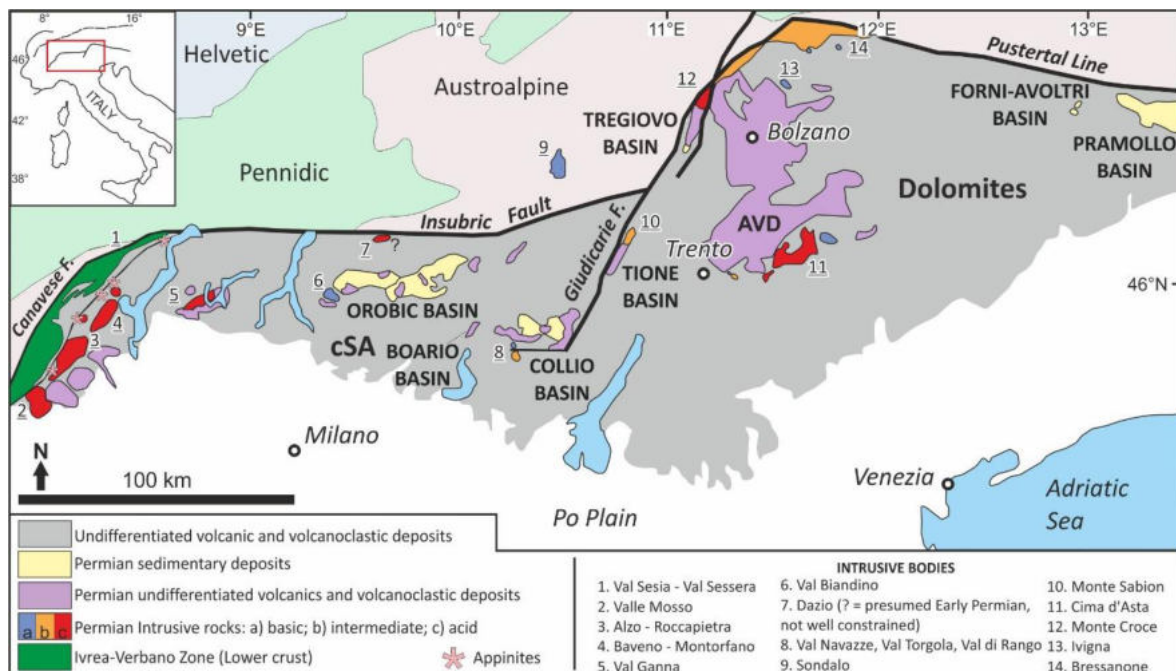 8°
16°
46°
42°
38°
ITALY
9°E
10°E
11°E
12°E
13°E
46°N
Helvetic
Austroalpine
Pennidic
Insubric Fault
Canavese F.
Giudicarie F.
Pustertal Line
TREGIOVO
BASIN
FORNI-AVOLTRI
BASIN
PRAMOLLO
BASIN
Bolzano
Dolomites
AVD
Trento
TIONE
BASIN
OROBIC BASIN
cSA
BOARIO
BASIN
COLLIO
BASIN
1
2
3
4
5
6
7
?
8
9
10
11
12
13
14
Milano
Venezia
Adriatic
Sea
Po Plain
N
100 km
Undifferentiated volcanic and volcanoclastic deposits
Permian sedimentary deposits
Permian undifferentiated volcanics and volcanoclastic deposits
a b c Permian Intrusive rocks: a) basic; b) intermediate; c) acid
Ivrea-Verbano Zone (Lower crust)
Appinites
INTRUSIVE BODIES
1. Val Sesia - Val Sessera
2. Valle Mosso
3. Alzo - Roccapietra
4. Baveno - Montorfano
5. Val Ganna
6. Val Biandino
7. Dazio (? = presumed Early Permian,
not well constrained)
8. Val Navazze, Val Torgola, Val di Rango
9. Sondalo
10. Monte Sabion
11. Cima d'Asta
12. Monte Croce
13. Ivigna
14. Bressanone